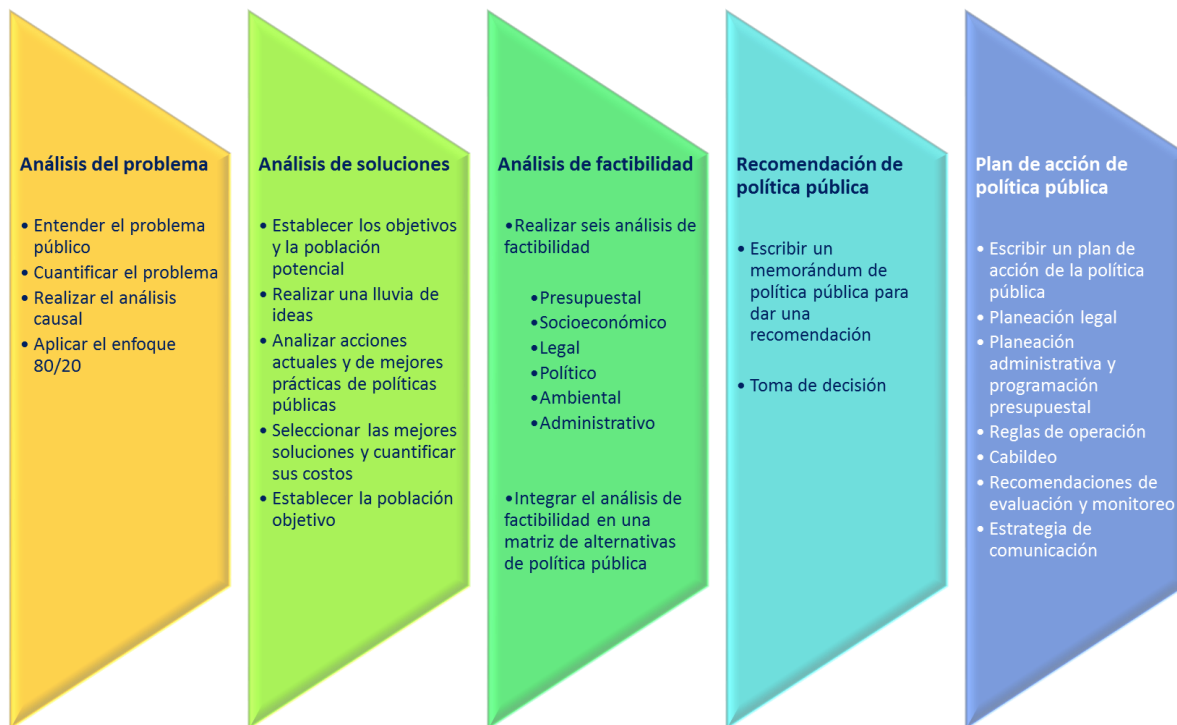 Análisis del problema
• Entender el problema
público
• Cuantificar el problema
• Realizar el análisis
causal
• Aplicar el enfoque
80/20
Análisis de soluciones
• Establecer los objetivos
y la población
potencial
• Realizar una lluvia de
ideas
• Analizar acciones
actuales y de mejores
prácticas de políticas
públicas
• Seleccionar las mejores
soluciones y cuantificar
sus costos
• Establecer la población
objetivo
Análisis de factibilidad
•Realizar seis análisis de
factibilidad
•Presupuestal
•Socioeconómico
•Legal
•Político
•Ambiental
•Administrativo
•Integrar el análisis de
factibilidad en una
matriz de alternativas
de política pública
Recomendación de
política pública
• Escribir un
memorándum de
política pública para
dar una
recomendación
• Toma de decisión
Plan de acción de
política pública
• Escribir un plan de
acción de la política
pública
• Planeación legal
• Planeación
administrativa y
programación
presupuestal
• Reglas de operación
• Cabildeo
• Recomendaciones de
evaluación y monitoreo
• Estrategia de
comunicación